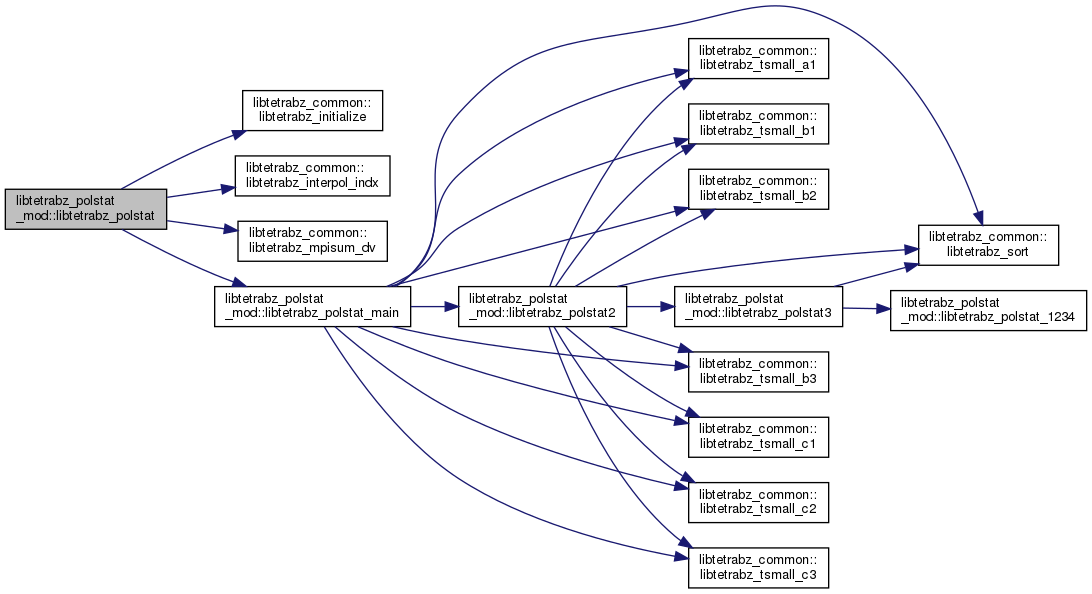 libtetrabz_polstat
_mod::libtetrabz_polstat
libtetrabz_common::
libtetrabz_initialize
libtetrabz_common::
libtetrabz_interpol_indx
libtetrabz_common::
libtetrabz_mpisum_dv
libtetrabz_polstat
_mod::libtetrabz_polstat_main
libtetrabz_polstat
_mod::libtetrabz_polstat2
libtetrabz_common::
libtetrabz_tsmall_a1
libtetrabz_common::
libtetrabz_tsmall_b1
libtetrabz_common::
libtetrabz_tsmall_b2
libtetrabz_polstat
_mod::libtetrabz_polstat3
libtetrabz_common::
libtetrabz_tsmall_b3
libtetrabz_common::
libtetrabz_tsmall_c1
libtetrabz_common::
libtetrabz_tsmall_c2
libtetrabz_common::
libtetrabz_tsmall_c3
libtetrabz_common::
libtetrabz_sort
libtetrabz_polstat
_mod::libtetrabz_polstat_1234